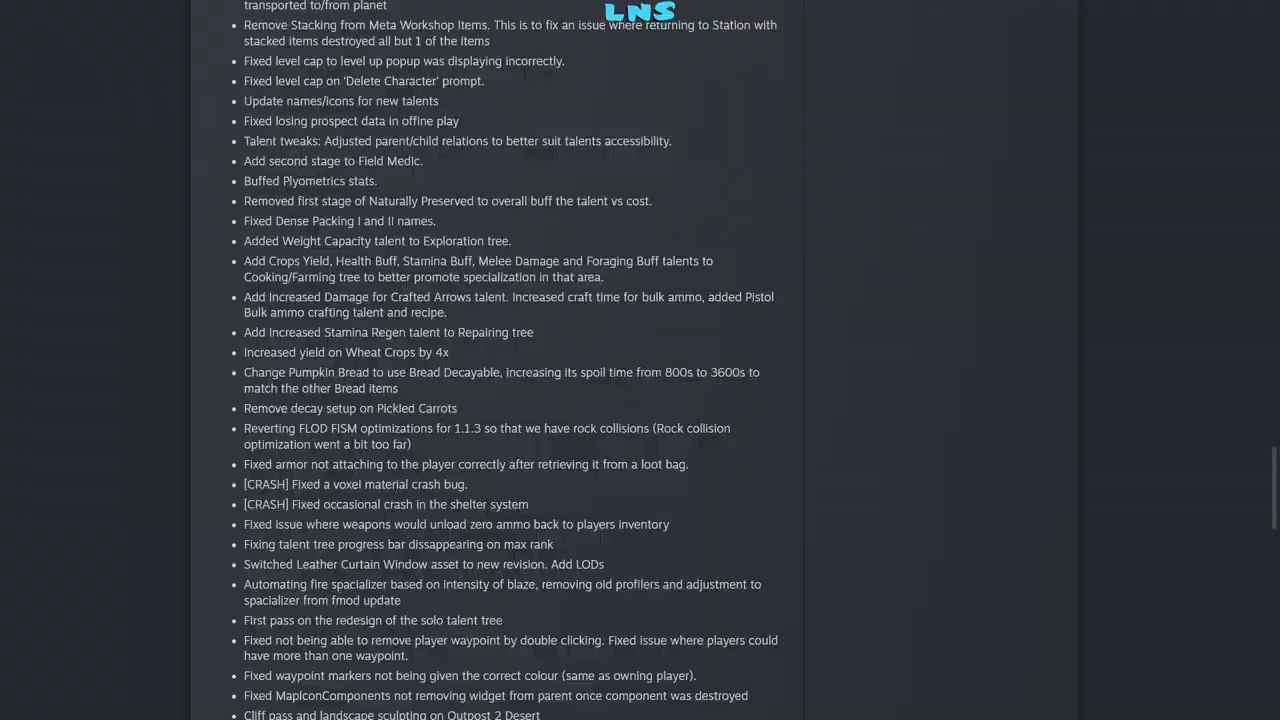 transported to/from planet
LNS
Remove Stacking from Meta Workshop Items. This is to fix an issue where returning to Station with
stacked items destroyed all but 1 of the items
Fixed level cap to level up popup was displaying incorrectly.
Fixed level cap on 'Delete Character' prompt.
Update names/icons for new talents
Fixed losing prospect data in offine play
Talent tweaks: Adjusted parent/child relations to better suit talents accessibility.
Add second stage to Field Medic.
Buffed Plyometrics stats.
Removed first stage of Naturally Preserved to overall buff the talent vs cost.
Fixed Dense Packing I and II names.
Added Weight Capacity talent to Exploration tree.
Add Crops Yield, Health Buff, Stamina Buff, Melee Damage and Foraging Buff talents to
Cooking/Farming tree to better promote specialization in that area.
Add Increased Damage for Crafted Arrows talent. Increased craft time for bulk ammo, added Pistol
Bulk ammo crafting talent and recipe.
Add Increased Stamina Regen talent to Repairing tree
Increased yield on Wheat Crops by 4x
Change Pumpkin Bread to use Bread Decayable, increasing its spoil time from 800s to 3600s to
match the other Bread items
Remove decay setup on Pickled Carrots
Reverting FLOD FISM optimizations for 1.1.3 so that we have rock collisions (Rock collision
optimization went a bit too far)
Fixed armor not attaching to the player correctly after retrieving it from a loot bag.
[CRASH] Fixed a voxel material crash bug.
[CRASH] Fixed occasional crash in the shelter system
Fixed issue where weapons would unload zero ammo back to players inventory
Fixing talent tree progress bar dissappearing on max rank
Switched Leather Curtain Window asset to new revision. Add LODs
Automating fire spacializer based on intensity of blaze, removing old profilers and adjustment to
spacializer from fmod update
First pass on the redesign of the solo talent tree
Fixed not being able to remove player waypoint by double clicking. Fixed issue where players could
have more than one waypoint.
Fixed waypoint markers not being given the correct colour (same as owning player).
Fixed MapIconComponents not removing widget from parent once component was destroyed
Cliff pass and landscape sculpting on Outpost 2 Desert